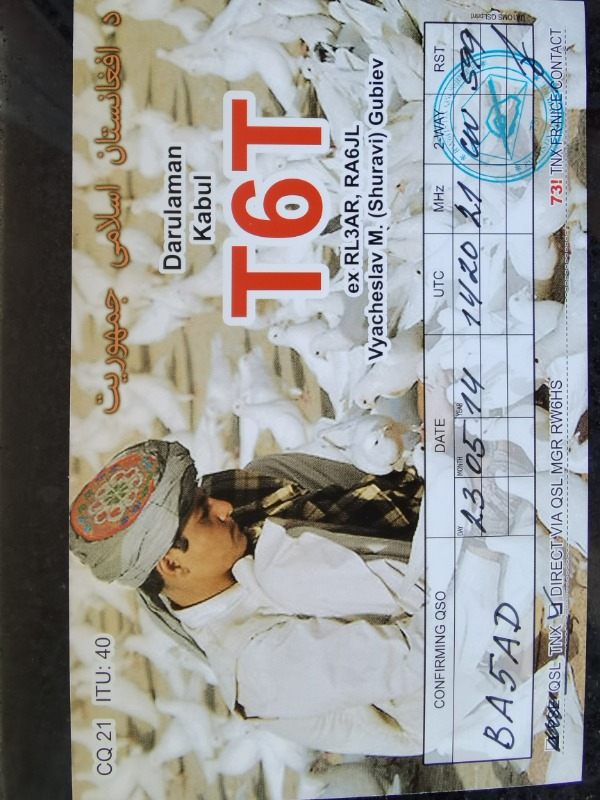 د افغانستان اسلامی جمهوریت
CQ 21 ITU: 40
Darulaman
Kabul
T6T
ex RL3AR, RA6JL
Vyacheslav M. (Shuravi) Gubiev
CONFIRMING QSO DATE UTC MHz 2-WAY RST
DAY MONTH YEAR
BA5AD 23 05 14 1420 21 CW 599
QSL TNX DIRECT VIA QSL MGR RW6HS 73! TNX FR NICE CONTACT